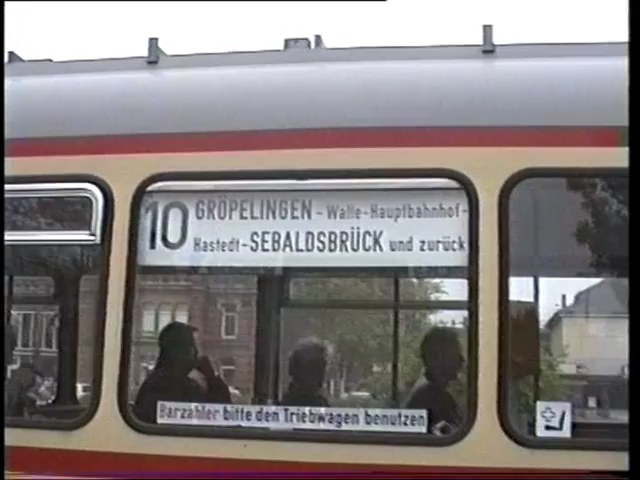 10 GRÖPELINGEN - Walle - Hauptbahnhof -
Hastedt - SEBALDSBRÜCK und zurück
Barzahler bitte den Triebwagen benutzen